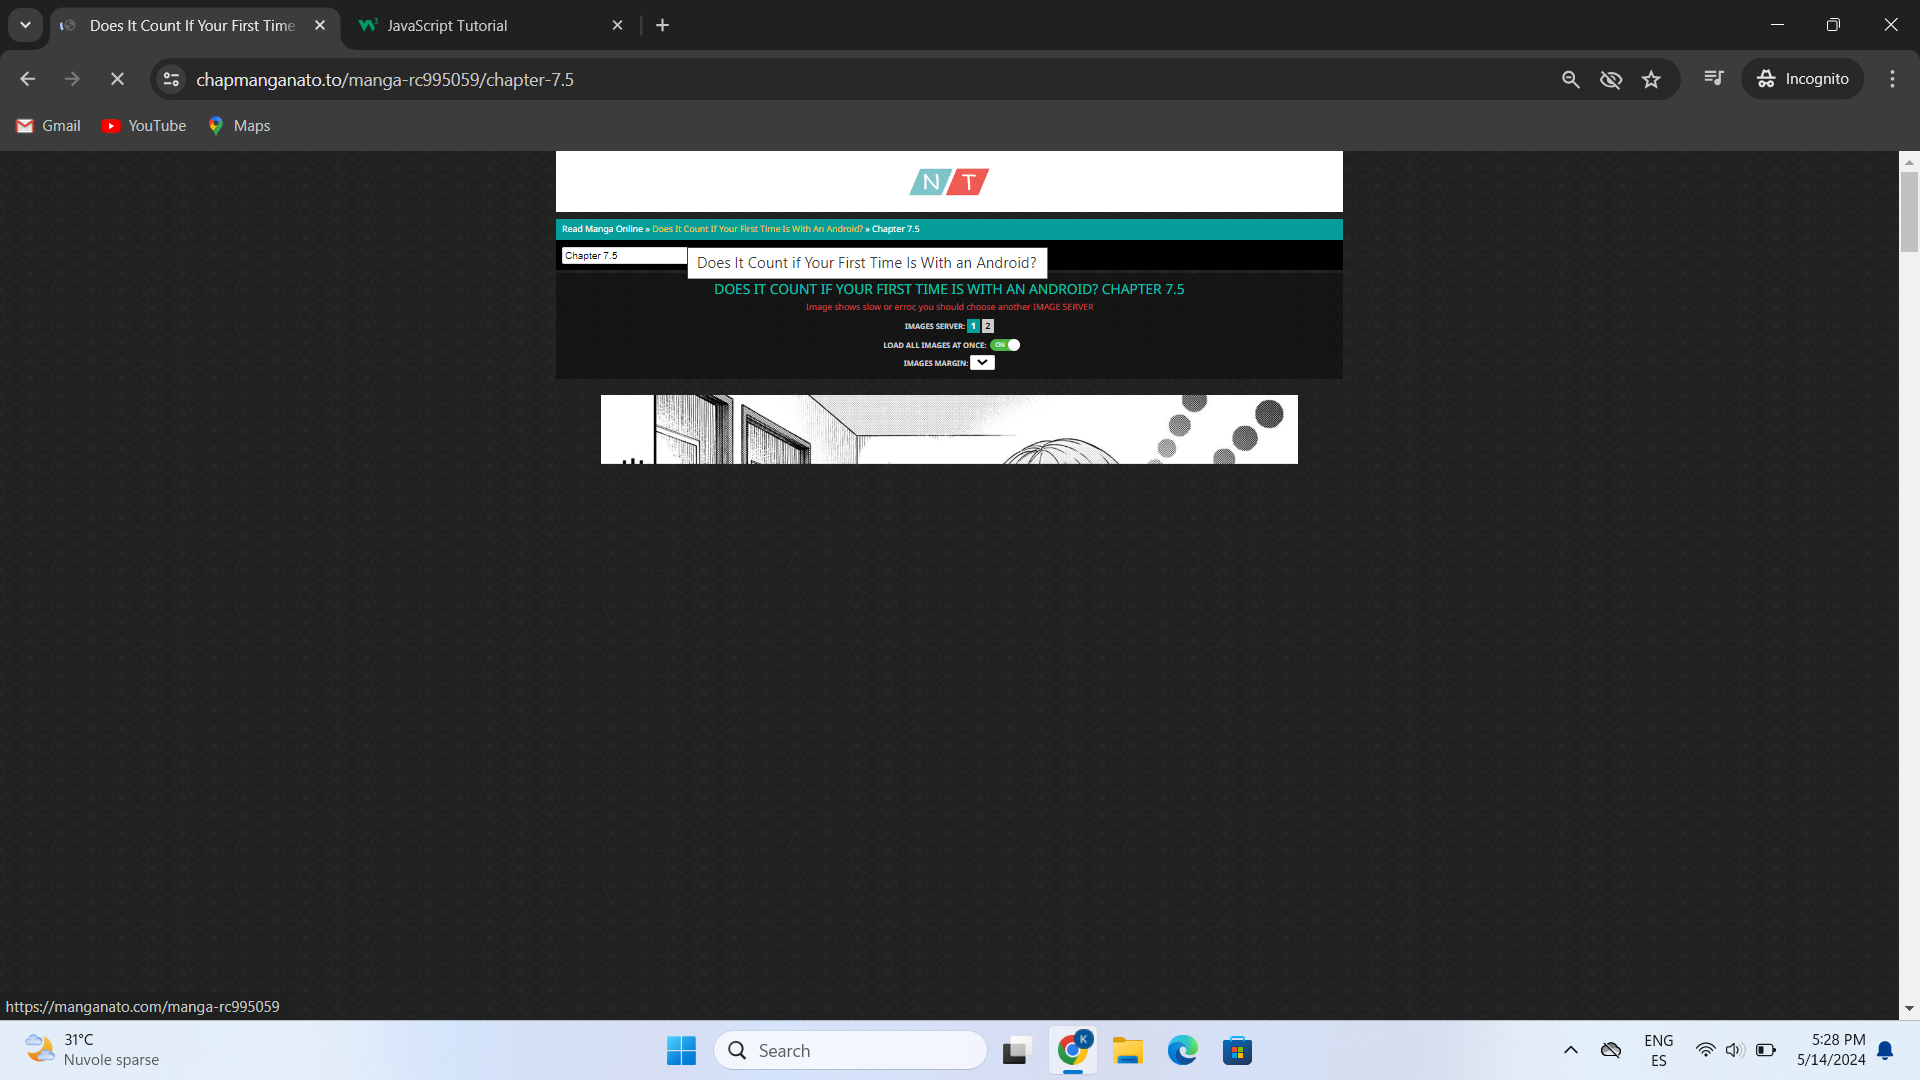 Does It Count If Your First Time
JavaScript Tutorial
chapmanganato.to/manga-rc995059/chapter-7.5
Incognito
Gmail
YouTube
Maps
N T
Read Manga Online » Does It Count If Your First Time Is With An Android? » Chapter 7.5
Chapter 7.5
Does It Count if Your First Time Is With an Android?
DOES IT COUNT IF YOUR FIRST TIME IS WITH AN ANDROID? CHAPTER 7.5
Image shows slow or error, you should choose another IMAGE SERVER
IMAGES SERVER: 1 2
LOAD ALL IMAGES AT ONCE: ON
IMAGES MARGIN:
https://manganato.com/manga-rc995059
31°C
Nuvole sparse
Search
K
ENG
ES
5:28 PM
5/14/2024